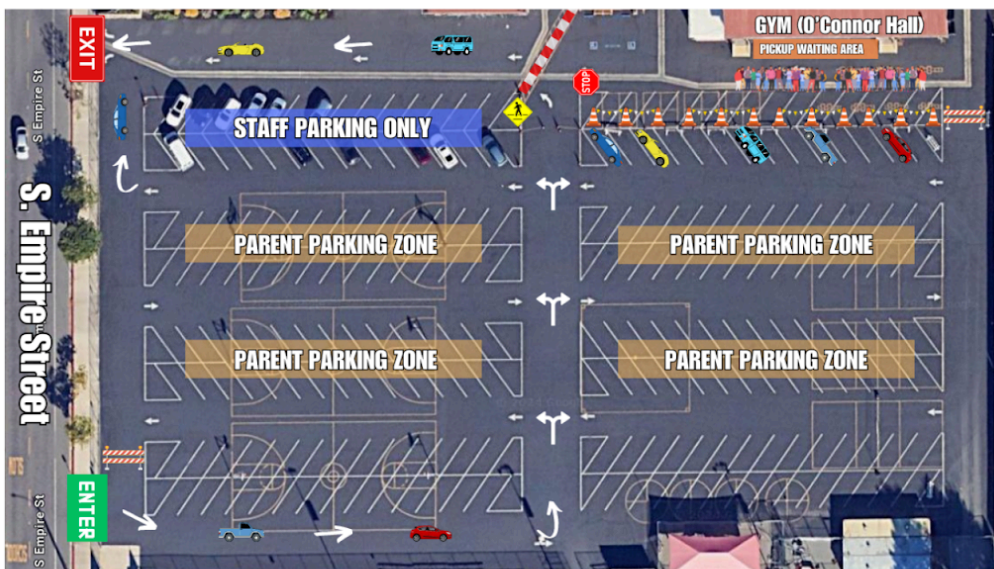 EXIT
GYM (O'Connor Hall)
PICKUP WAITING AREA
STOP
S Empire St
STAFF PARKING ONLY
S. Empire Street
PARENT PARKING ZONE
PARENT PARKING ZONE
PARENT PARKING ZONE
PARENT PARKING ZONE
ENTER
S Empire St